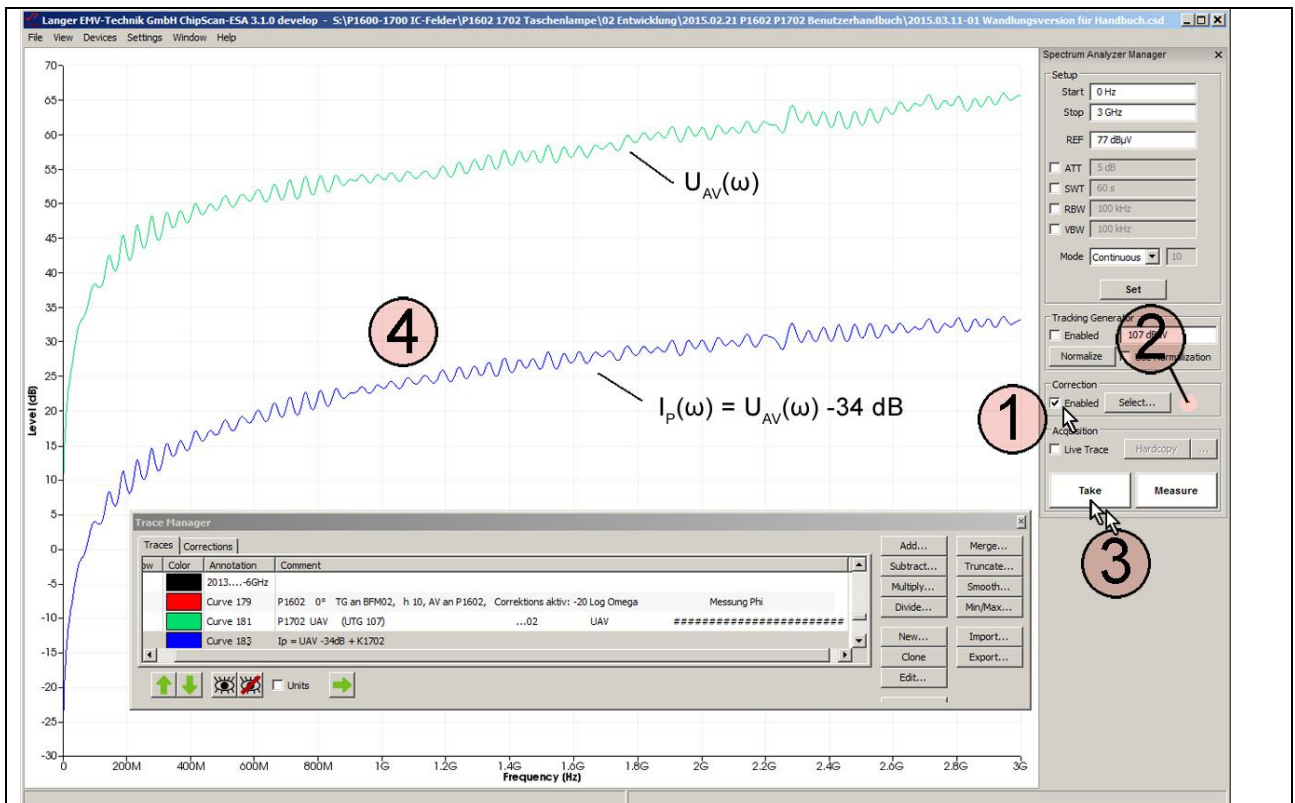 Langer EMV-Technik GmbH ChipScan-ESA 3.1.0 develop - S:\P1600-1700 IC-Felder\P1602 1702 Taschenlampe\02 Entwicklung\2015.02.21 P1602 P1702 Benutzerhandbuch\2015.03.11-01 Wandlungsversion für Handbuch.csd
File View Devices Settings Window Help
70
65
60
55
50
45
40
35
30
25
20
15
10
5
0
-5
-10
-15
-20
-25
-30
Level (dB)
U_AV(ω)
I_P(ω) = U_AV(ω) -34 dB
4
0 200M 400M 600M 800M 1G 1.2G 1.4G 1.6G 1.8G 2G 2.2G 2.4G 2.6G 2.8G 3G
Frequency (Hz)
Trace Manager
Traces Corrections
ow Color Annotation Comment
2013....-6GHz
Curve 179 P1602 0° TG an BFM02, h 10, AV an P1602, Correktions aktiv: -20 Log Omega Messung Phi
Curve 181 P1702 UAV (UTG 107) ...02 UAV ########################
Curve 183 Ip = UAV -34dB + K1702
Units
Add... Merge...
Subtract... Truncate...
Multiply... Smooth...
Divide... Min/Max...
New... Import...
Clone Export...
Edit...
Spectrum Analyzer Manager
Setup
Start 0 Hz
Stop 3 GHz
REF 77 dBµV
ATT 5 dB
SWT 60 s
RBW 100 kHz
VBW 100 kHz
Mode Continuous 10
Set
Tracking Generator
Enabled 107
Normalize Normalization
2
Correction
Enabled Select...
1
Acquisition
Live Trace Hardcopy ...
Take Measure
3